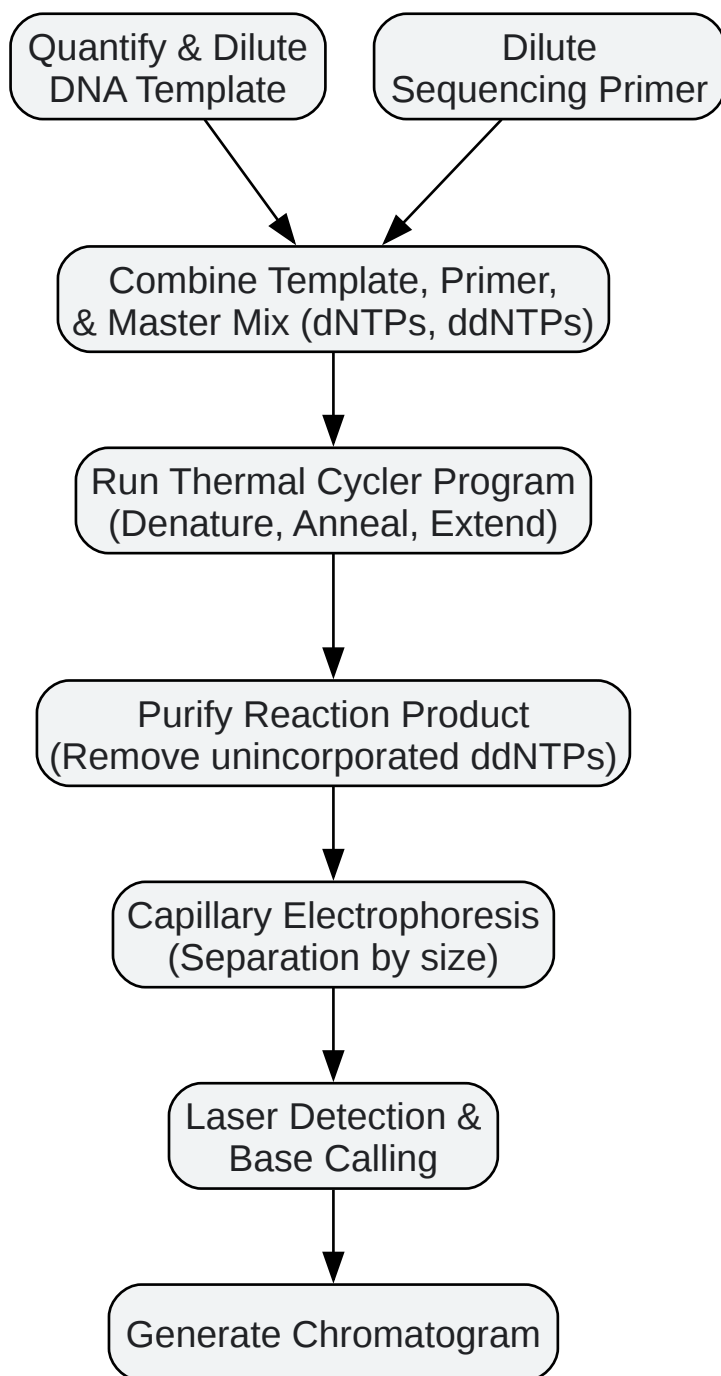 Quantify & Dilute
DNA Template
Dilute
Sequencing Primer
Combine Template, Primer,
& Master Mix (dNTPs, ddNTPs)
Run Thermal Cycler Program
(Denature, Anneal, Extend)
Purify Reaction Product
(Remove unincorporated ddNTPs)
Capillary Electrophoresis
(Separation by size)
Laser Detection &
Base Calling
Generate Chromatogram